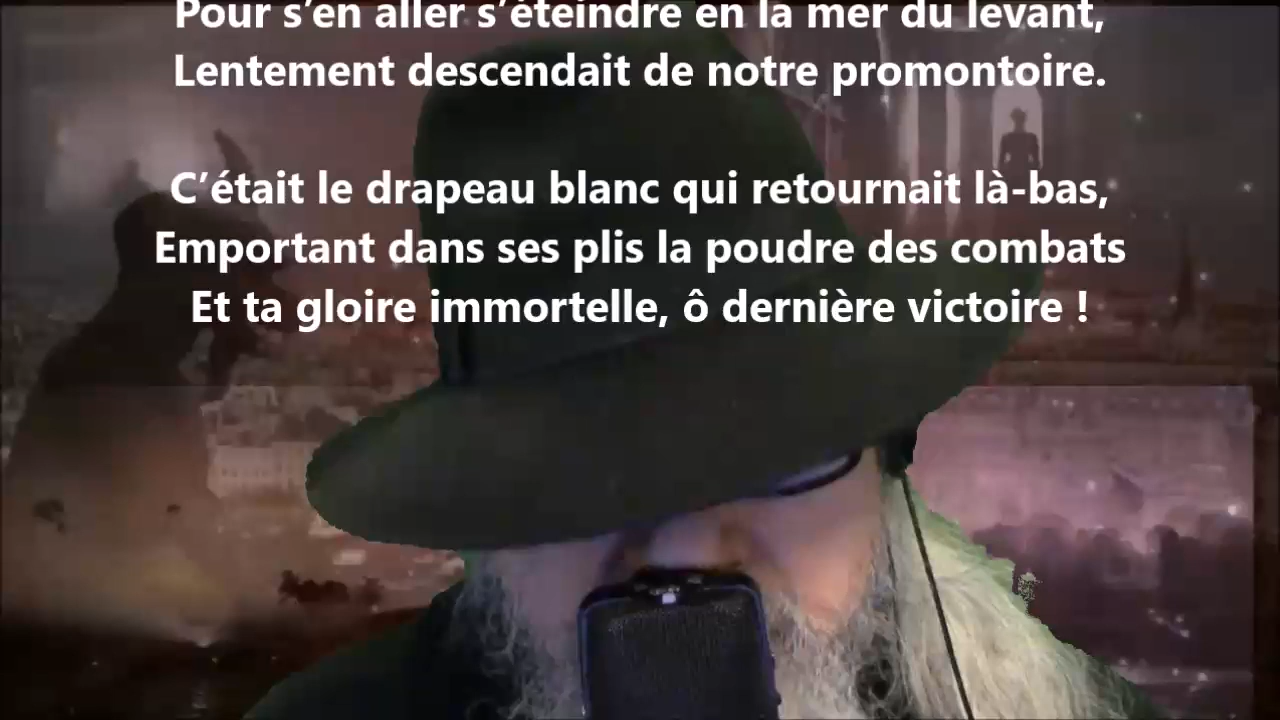 Pour s’en aller s’éteindre en la mer du levant,
Lentement descendait de notre promontoire.
C’était le drapeau blanc qui retournait là-bas,
Emportant dans ses plis la poudre des combats
Et ta gloire immortelle, ô dernière victoire !